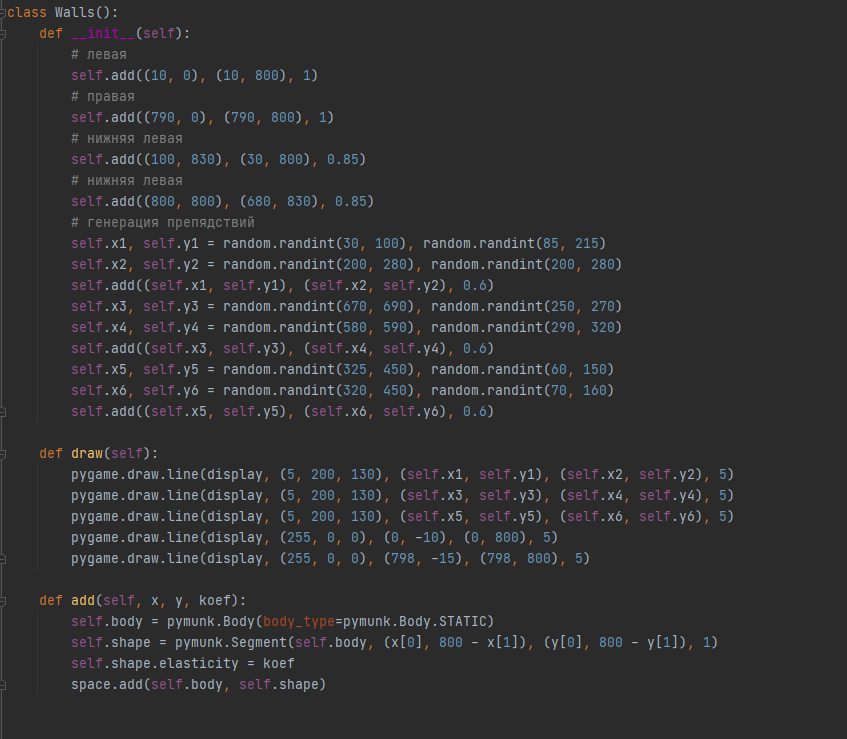 class Walls():
    def __init__(self):
        # левая
        self.add((10, 0), (10, 800), 1)
        # правая
        self.add((790, 0), (790, 800), 1)
        # нижняя левая
        self.add((100, 830), (30, 800), 0.85)
        # нижняя левая
        self.add((800, 800), (680, 830), 0.85)
        # генерация препядствий
        self.x1, self.y1 = random.randint(30, 100), random.randint(85, 215)
        self.x2, self.y2 = random.randint(200, 280), random.randint(200, 280)
        self.add((self.x1, self.y1), (self.x2, self.y2), 0.6)
        self.x3, self.y3 = random.randint(670, 690), random.randint(250, 270)
        self.x4, self.y4 = random.randint(580, 590), random.randint(290, 320)
        self.add((self.x3, self.y3), (self.x4, self.y4), 0.6)
        self.x5, self.y5 = random.randint(325, 450), random.randint(60, 150)
        self.x6, self.y6 = random.randint(320, 450), random.randint(70, 160)
        self.add((self.x5, self.y5), (self.x6, self.y6), 0.6)
    def draw(self):
        pygame.draw.line(display, (5, 200, 130), (self.x1, self.y1), (self.x2, self.y2), 5)
        pygame.draw.line(display, (5, 200, 130), (self.x3, self.y3), (self.x4, self.y4), 5)
        pygame.draw.line(display, (5, 200, 130), (self.x5, self.y5), (self.x6, self.y6), 5)
        pygame.draw.line(display, (255, 0, 0), (0, -10), (0, 800), 5)
        pygame.draw.line(display, (255, 0, 0), (798, -15), (798, 800), 5)
    def add(self, x, y, koef):
        self.body = pymunk.Body(body_type=pymunk.Body.STATIC)
        self.shape = pymunk.Segment(self.body, (x[0], 800 - x[1]), (y[0], 800 - y[1]), 1)
        self.shape.elasticity = koef
        space.add(self.body, self.shape)